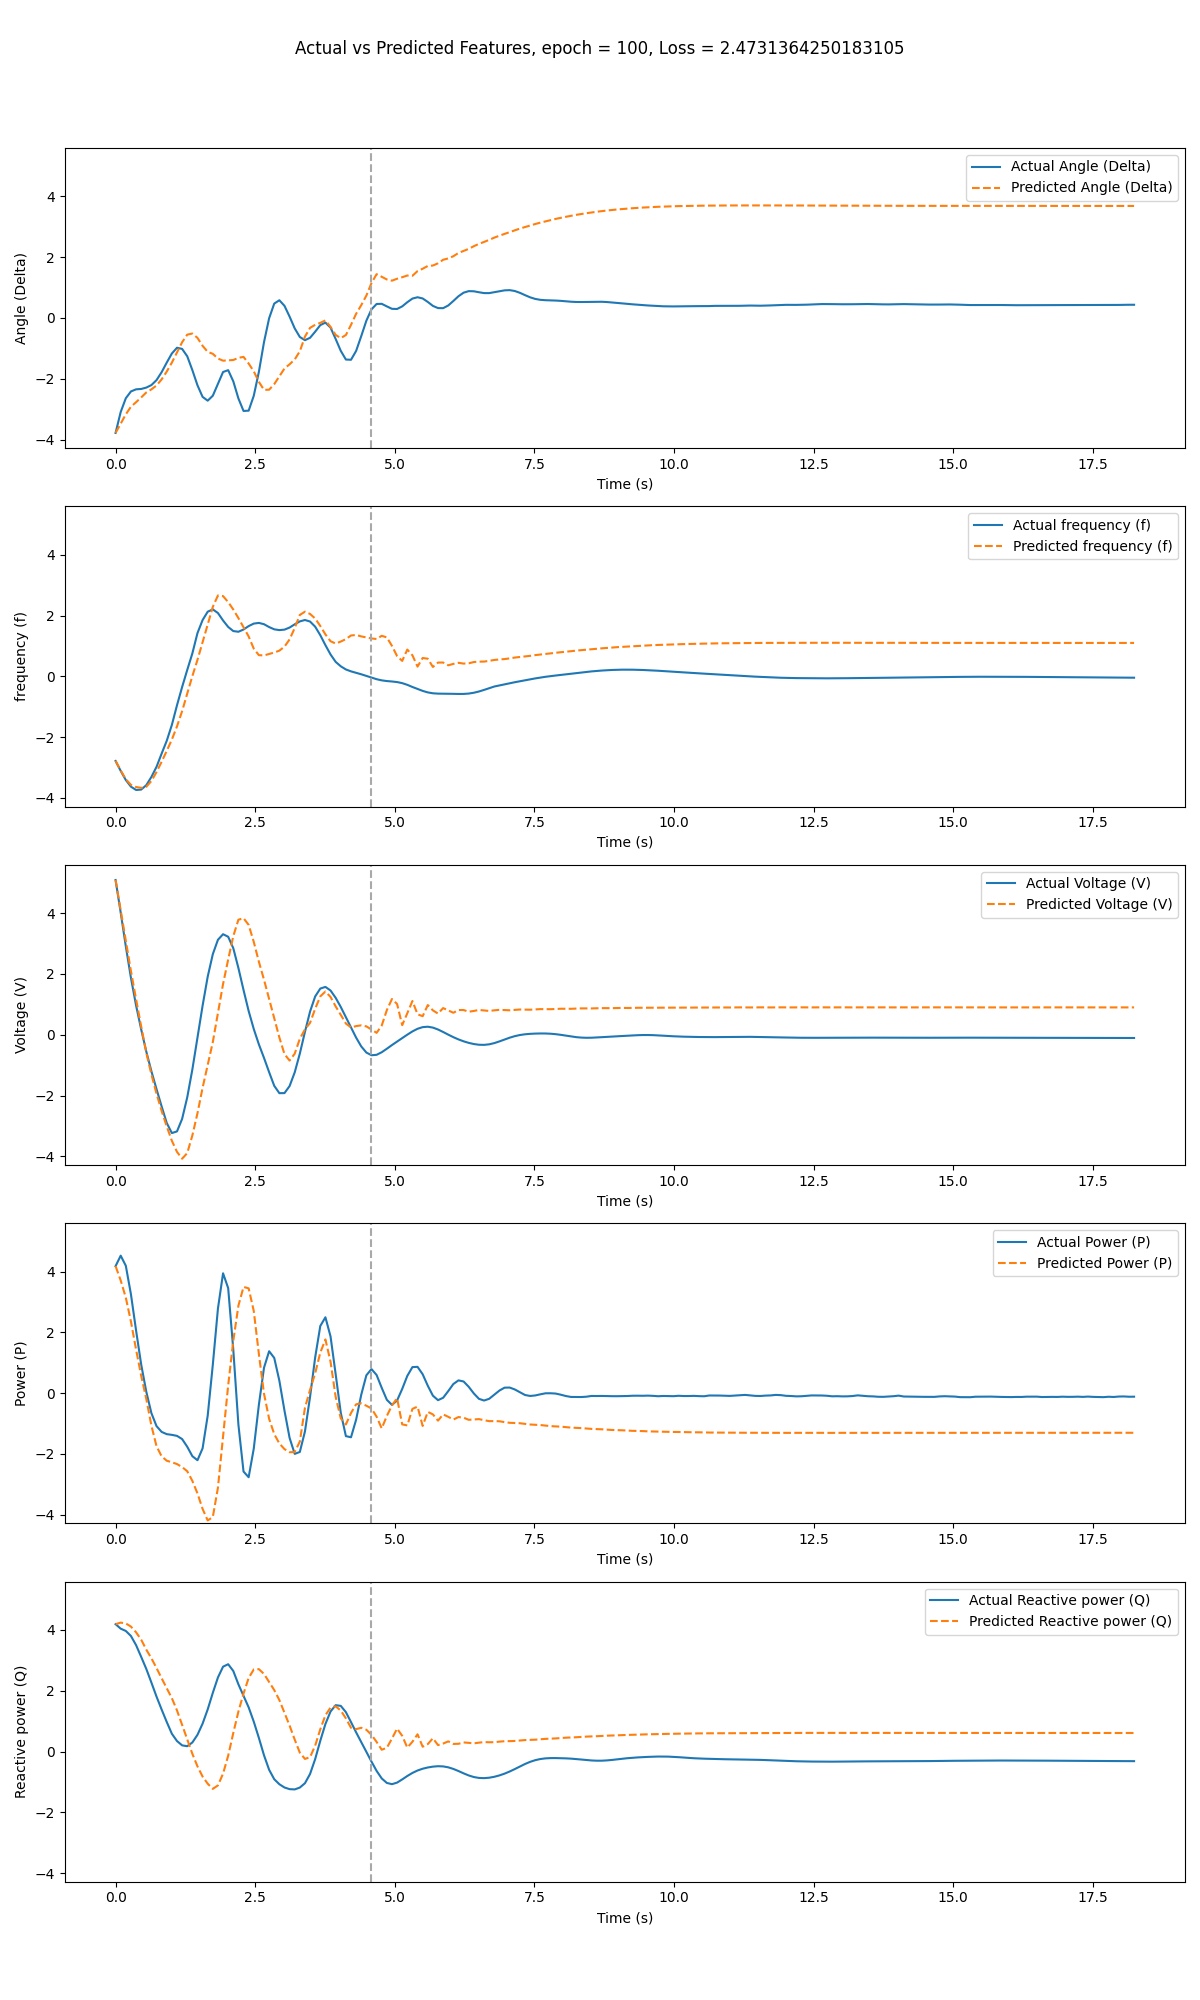 Actual vs Predicted Features, epoch = 100, Loss = 2.4731364250183105
Actual Angle (Delta)
Predicted Angle (Delta)
Angle (Delta)
4
2
0
−2
−4
0.0 2.5 5.0 7.5 10.0 12.5 15.0 17.5
Time (s)
Actual frequency (f)
Predicted frequency (f)
frequency (f)
4
2
0
−2
−4
0.0 2.5 5.0 7.5 10.0 12.5 15.0 17.5
Time (s)
Actual Voltage (V)
Predicted Voltage (V)
Voltage (V)
4
2
0
−2
−4
0.0 2.5 5.0 7.5 10.0 12.5 15.0 17.5
Time (s)
Actual Power (P)
Predicted Power (P)
Power (P)
4
2
0
−2
−4
0.0 2.5 5.0 7.5 10.0 12.5 15.0 17.5
Time (s)
Actual Reactive power (Q)
Predicted Reactive power (Q)
Reactive power (Q)
4
2
0
−2
−4
0.0 2.5 5.0 7.5 10.0 12.5 15.0 17.5
Time (s)